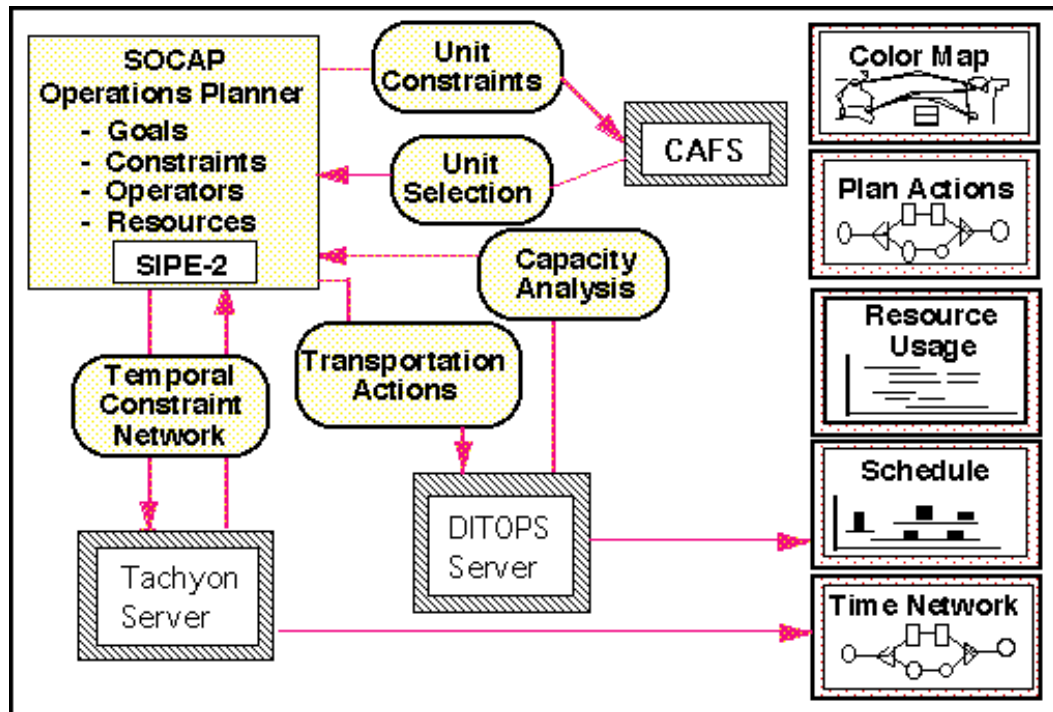 SOCAP
Operations Planner
- Goals
- Constraints
- Operators
- Resources
SIPE-2
Unit
Constraints
Unit
Selection
CAFS
Capacity
Analysis
Transportation
Actions
Temporal
Constraint
Network
Tachyon
Server
DITOPS
Server
Color Map
Plan Actions
Resource
Usage
Schedule
Time Network